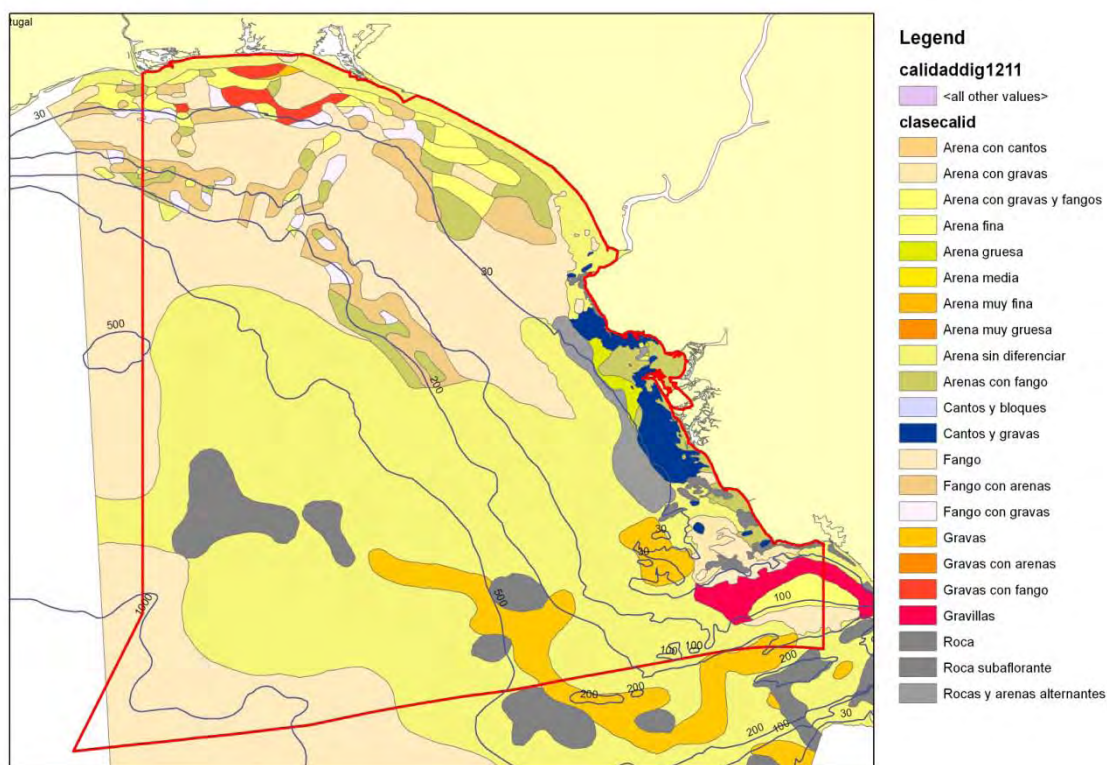 tugal
30
30
500
200
30
30
1000
500
100
100
100
200
200
200
200
100
30
Legend
calidaddig1211
<all other values>
clasecalid
Arena con cantos
Arena con gravas
Arena con gravas y fangos
Arena fina
Arena gruesa
Arena media
Arena muy fina
Arena muy gruesa
Arena sin diferenciar
Arenas con fango
Cantos y bloques
Cantos y gravas
Fango
Fango con arenas
Fango con gravas
Gravas
Gravas con arenas
Gravas con fango
Gravillas
Roca
Roca subaflorante
Rocas y arenas alternantes